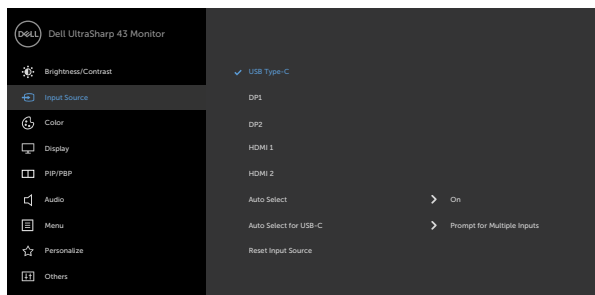 DELL Dell UltraSharp 43 Monitor
Brightness/Contrast
USB Type-C
Input Source
DP1
Color
DP2
Display
HDMI 1
PIP/PBP
HDMI 2
Audio
Auto Select
On
Menu
Auto Select for USB-C
Prompt for Multiple Inputs
Personalize
Reset Input Source
Others